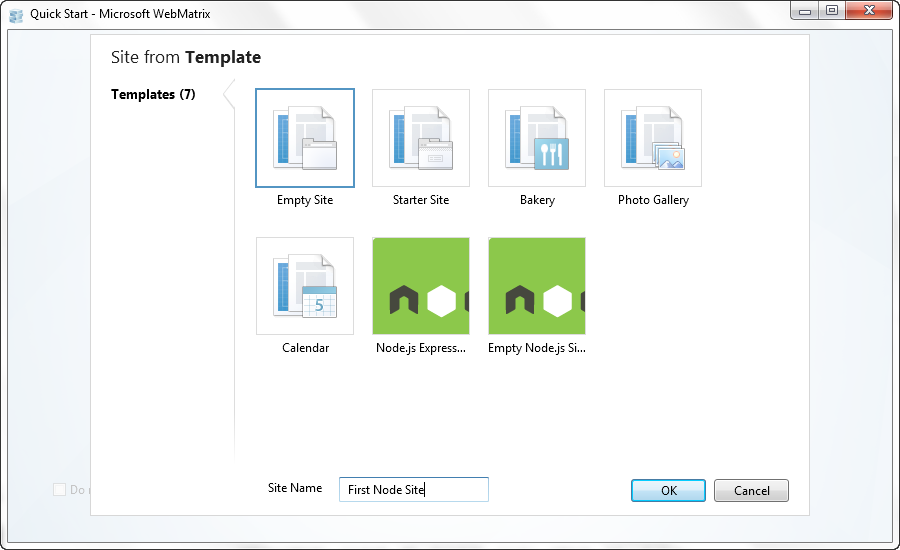 Quick Start - Microsoft WebMatrix
Site from Template
Templates (7)
Empty Site
Starter Site
Bakery
Photo Gallery
5
Calendar
Node.js Express...
Empty Node.js Si...
Do
Site Name
First Node Site
OK
Cancel